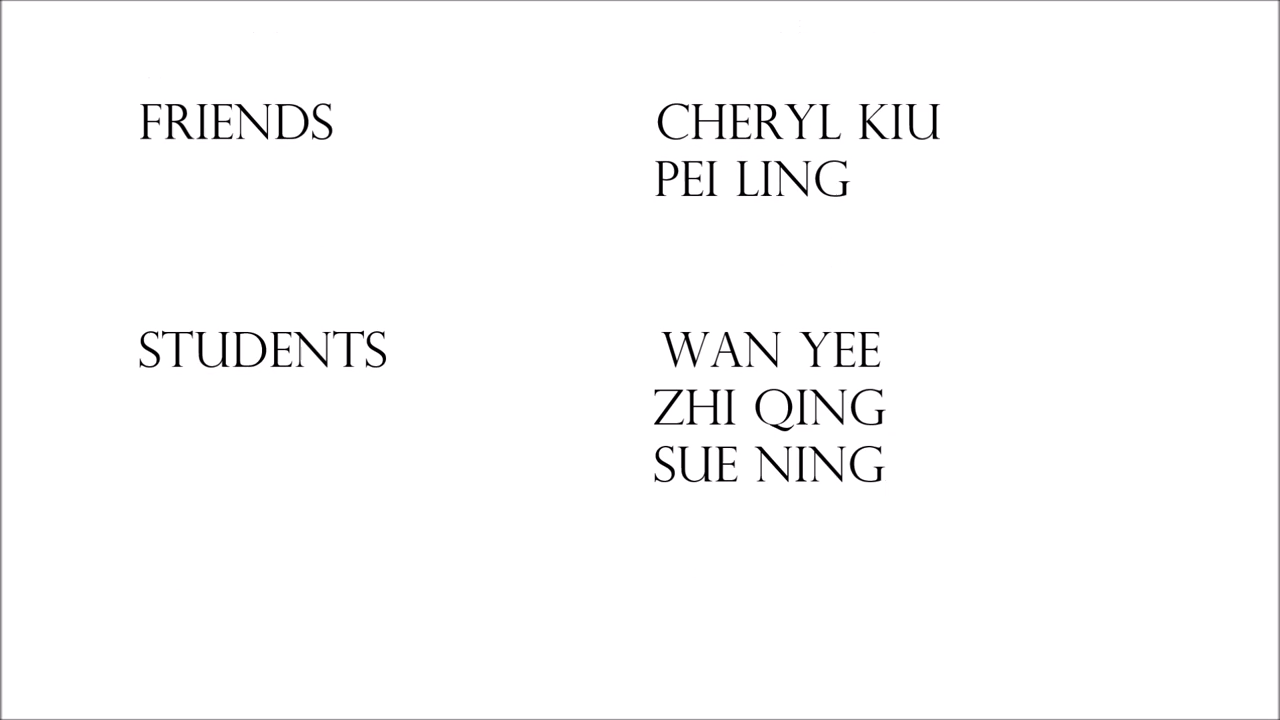 FRIENDS CHERYL KIU
PEI LING
STUDENTS WAN YEE
ZHI QING
SUE NING